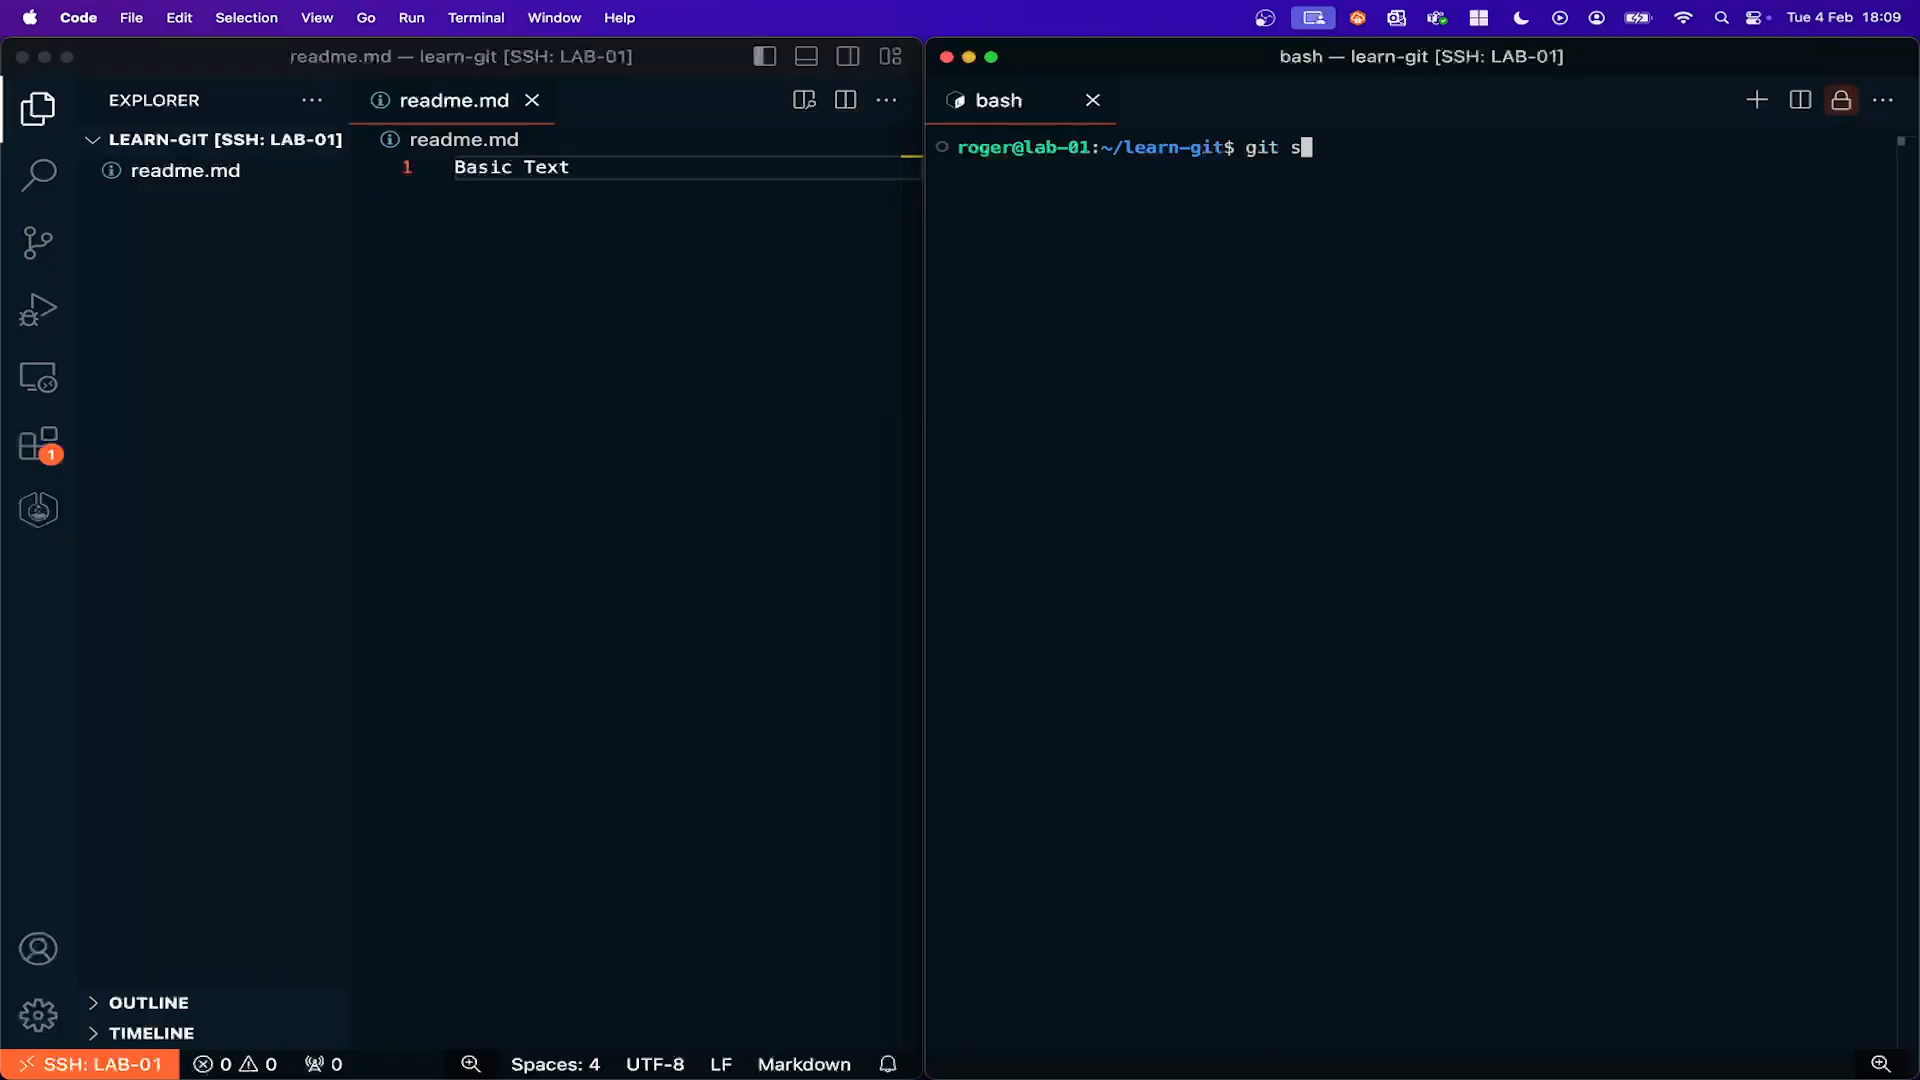 Code File Edit Selection View Go Run Terminal Window Help Tue 4 Feb 18:09
readme.md — learn-git [SSH: LAB-01]
EXPLORER
readme.md
LEARN-GIT [SSH: LAB-01]
readme.md
readme.md
1 Basic Text
1
OUTLINE
TIMELINE
SSH: LAB-01 0 0 0 Spaces: 4 UTF-8 LF Markdown
bash — learn-git [SSH: LAB-01]
bash
roger@lab-01:~/learn-git$ git s